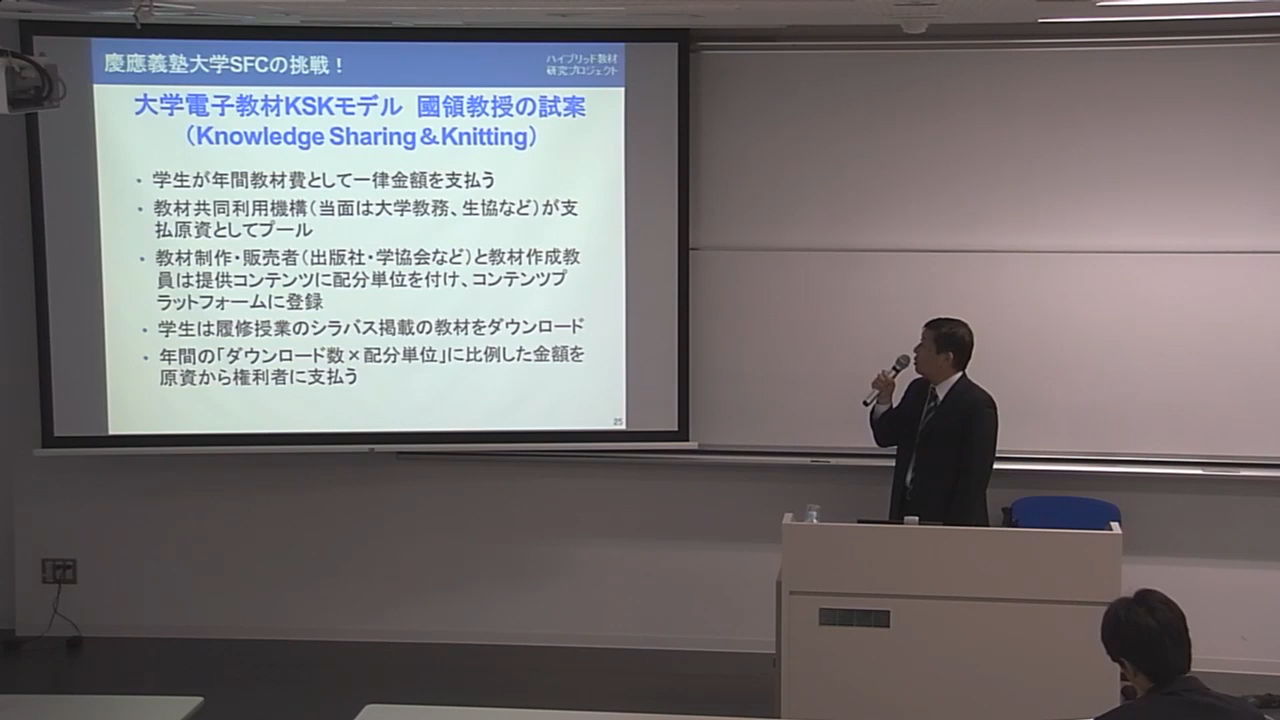 慶應義塾大学SFCの挑戦！
ハイブリッド教材
研究プロジェクト
大学電子教材KSKモデル 國領教授の試案
（Knowledge Sharing＆Knitting）
・ 学生が年間教材費として一律金額を支払う
・ 教材共同利用機構（当面は大学教務、生協など）が支
払原資としてプール
・ 教材制作・販売者（出版社・学協会など）と教材作成教
員は提供コンテンツに配分単位を付け、コンテンツプ
ラットフォームに登録
・ 学生は履修授業のシラバス掲載の教材をダウンロード
・ 年間の「ダウンロード数×配分単位」に比例した金額を
原資から権利者に支払う
25